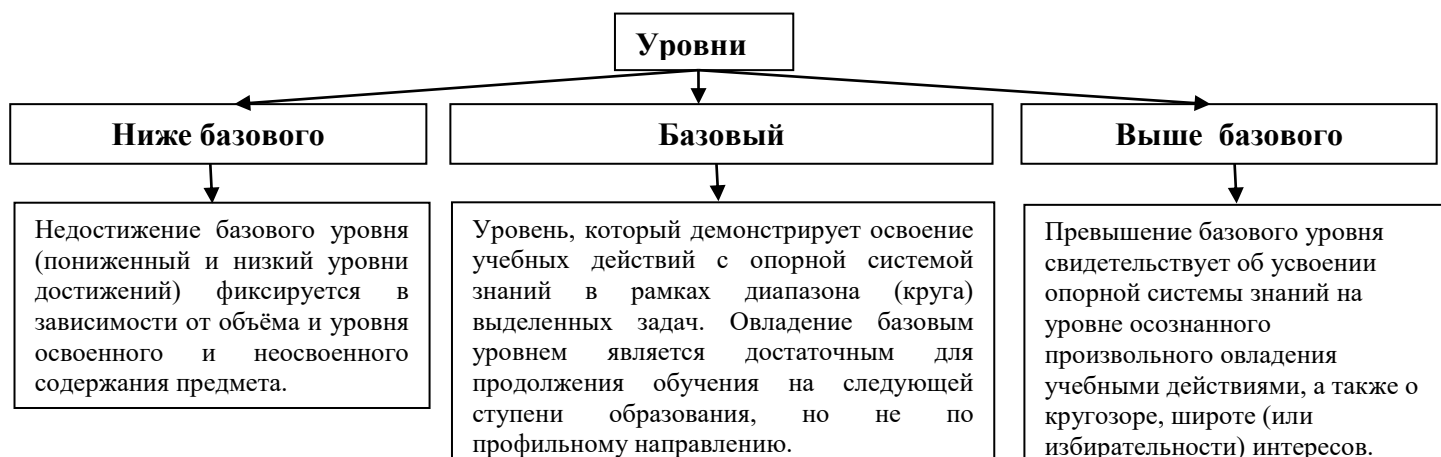 Уровни
Ниже базового
Базовый
Выше базового
Недостижение базового уровня
(пониженный и низкий уровни
достижений) фиксируется в
зависимости от объёма и уровня
освоенного и неосвоенного
содержания предмета.
Уровень, который демонстрирует освоение
учебных действий с опорной системой
знаний в рамках диапазона (круга)
выделенных задач. Овладение базовым
уровнем является достаточным для
продолжения обучения на следующей
ступени образования, но не по
профильному направлению.
Превышение базового уровня
свидетельствует об усвоении
опорной системы знаний на
уровне осознанного
произвольного овладения
учебными действиями, а также о
кругозоре, широте (или
избирательности) интересов.